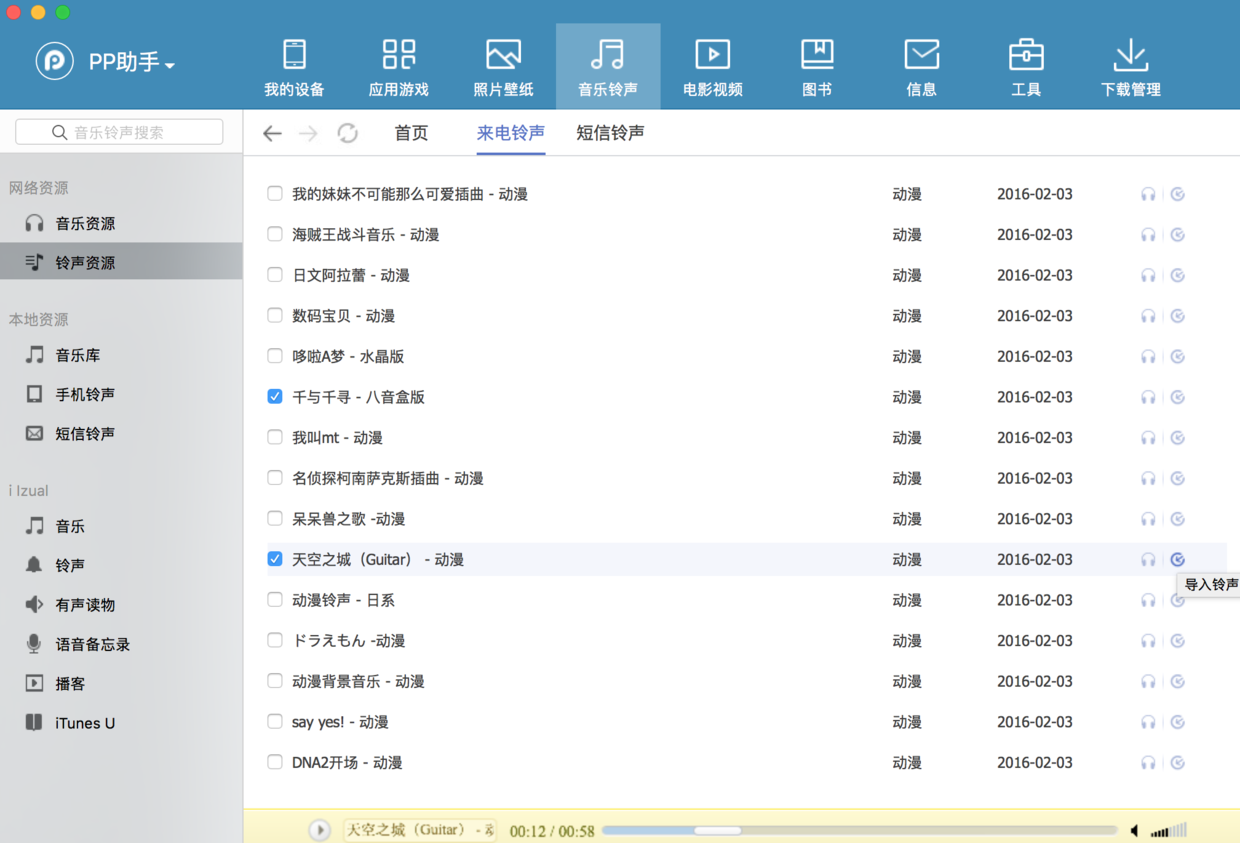 PP助手
我的设备
应用游戏
照片壁纸
音乐铃声
电影视频
图书
信息
工具
下载管理
音乐铃声搜索
首页
来电铃声
短信铃声
网络资源
音乐资源
铃声资源
本地资源
音乐库
手机铃声
短信铃声
i Izual
音乐
铃声
有声读物
语音备忘录
播客
iTunes U
我的妹妹不可能那么可爱插曲 - 动漫 动漫 2016-02-03
海贼王战斗音乐 - 动漫 动漫 2016-02-03
日文阿拉蕾 - 动漫 动漫 2016-02-03
数码宝贝 - 动漫 动漫 2016-02-03
哆啦A梦 - 水晶版 动漫 2016-02-03
千与千寻 - 八音盒版 动漫 2016-02-03
我叫mt - 动漫 动漫 2016-02-03
名侦探柯南萨克斯插曲 - 动漫 动漫 2016-02-03
呆呆兽之歌 -动漫 动漫 2016-02-03
天空之城（Guitar） - 动漫 动漫 2016-02-03
导入铃声
动漫铃声 - 日系 动漫 2016-02-03
ドラえもん -动漫 动漫 2016-02-03
动漫背景音乐 - 动漫 动漫 2016-02-03
say yes! - 动漫 动漫 2016-02-03
DNA2开场 - 动漫 动漫 2016-02-03
天空之城（Guitar） - 00:12 / 00:58